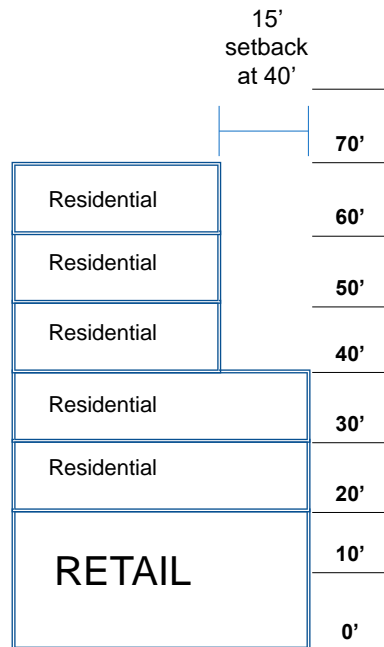 15’
setback
at 40’
70’
Residential
60’
Residential
50’
Residential
40’
Residential
30’
Residential
20’
10’
RETAIL
0’